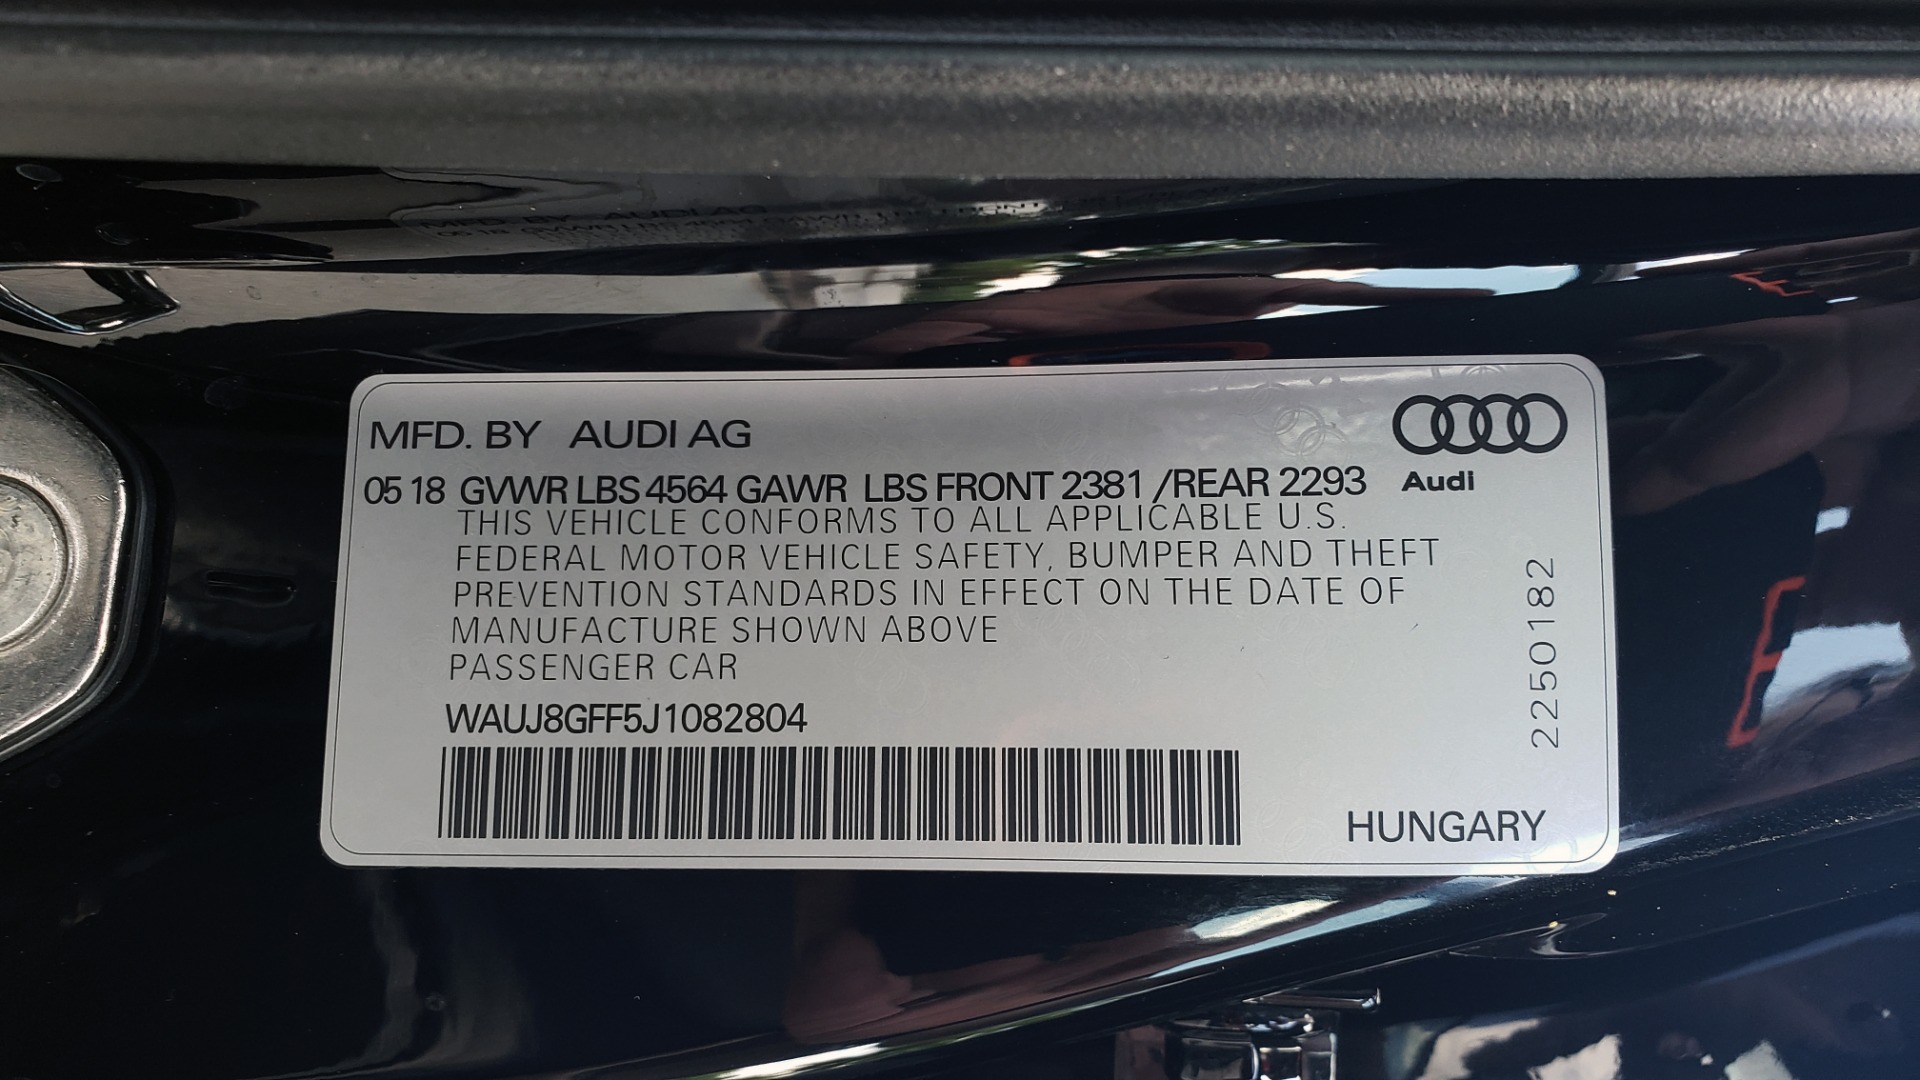 MFD. BY AUDI AG
Audi
05 18 GVWR LBS 4564 GAWR LBS FRONT 2381 /REAR 2293
THIS VEHICLE CONFORMS TO ALL APPLICABLE U.S.
FEDERAL MOTOR VEHICLE SAFETY, BUMPER AND THEFT
PREVENTION STANDARDS IN EFFECT ON THE DATE OF
MANUFACTURE SHOWN ABOVE
PASSENGER CAR
WAUJ8GFF5J1082804
HUNGARY
2250182